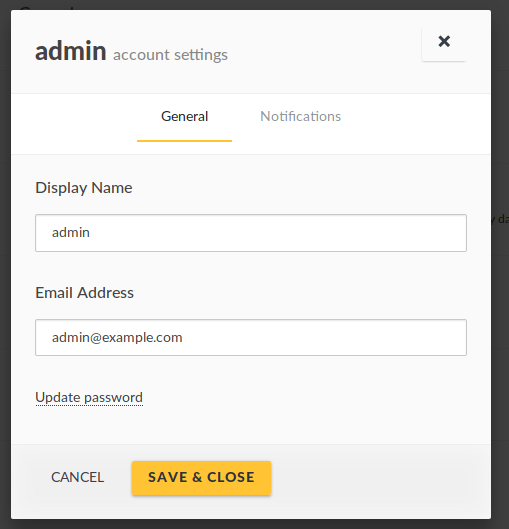 admin account settings
General Notifications
Display Name
admin
Email Address
admin@example.com
Update password
CANCEL SAVE & CLOSE